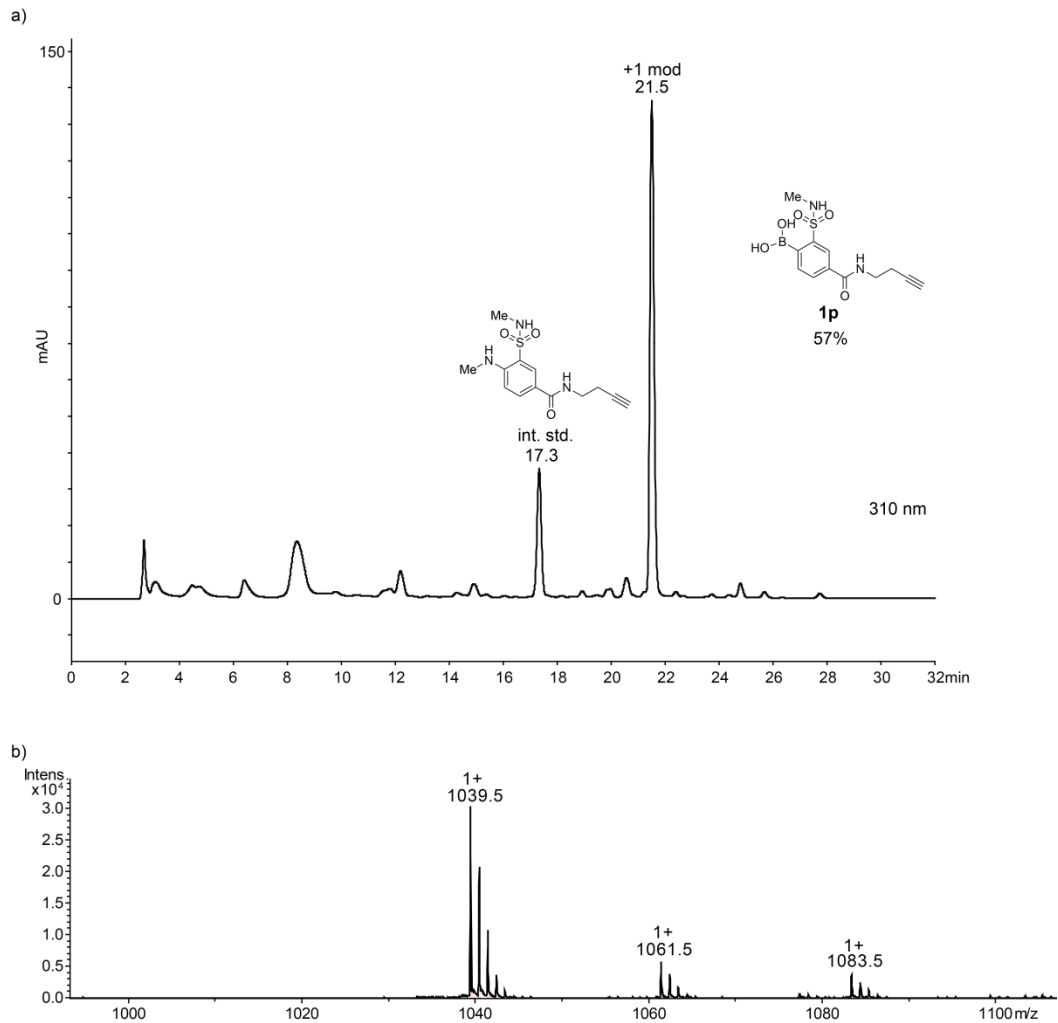 a)
150
+1 mod
21.5
Me
NH
OH
O
S
O
HO
B
H
N
O
1p
57%
mAU
Me
NH
O
S
O
H
N
Me
H
N
O
int. std.
17.3
310 nm
0
0 2 4 6 8 10 12 14 16 18 20 22 24 26 28 30 32min
b)
Intens
x10⁴
1+
1039.5
3.0
2.5
2.0
1.5
1.0
0.5
0.0
1+
1061.5
1+
1083.5
1000 1020 1040 1060 1080 1100 m/z